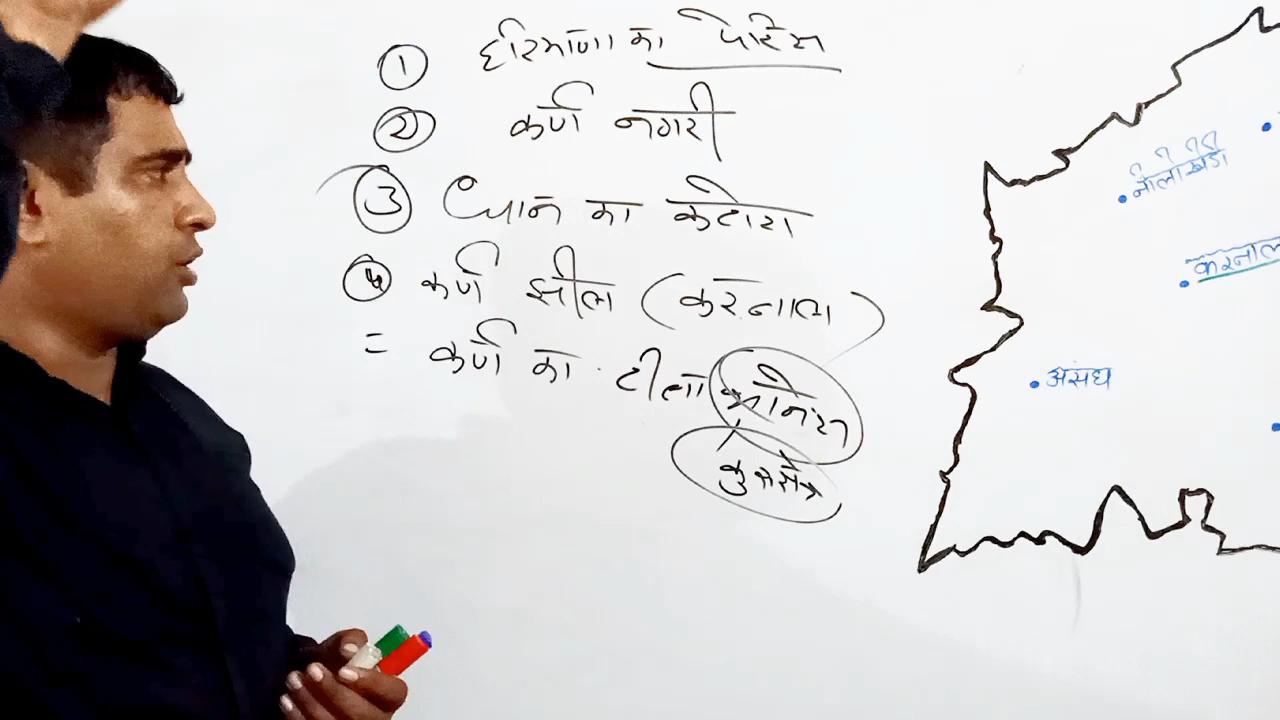 ① हरियाणा का पेरिस
② कर्ण नगरी
③ धान का कटोरा
④ कर्ण झील (करनाल)
= कर्ण का टीला
नीलोखेड़ी
करनाल
असंध